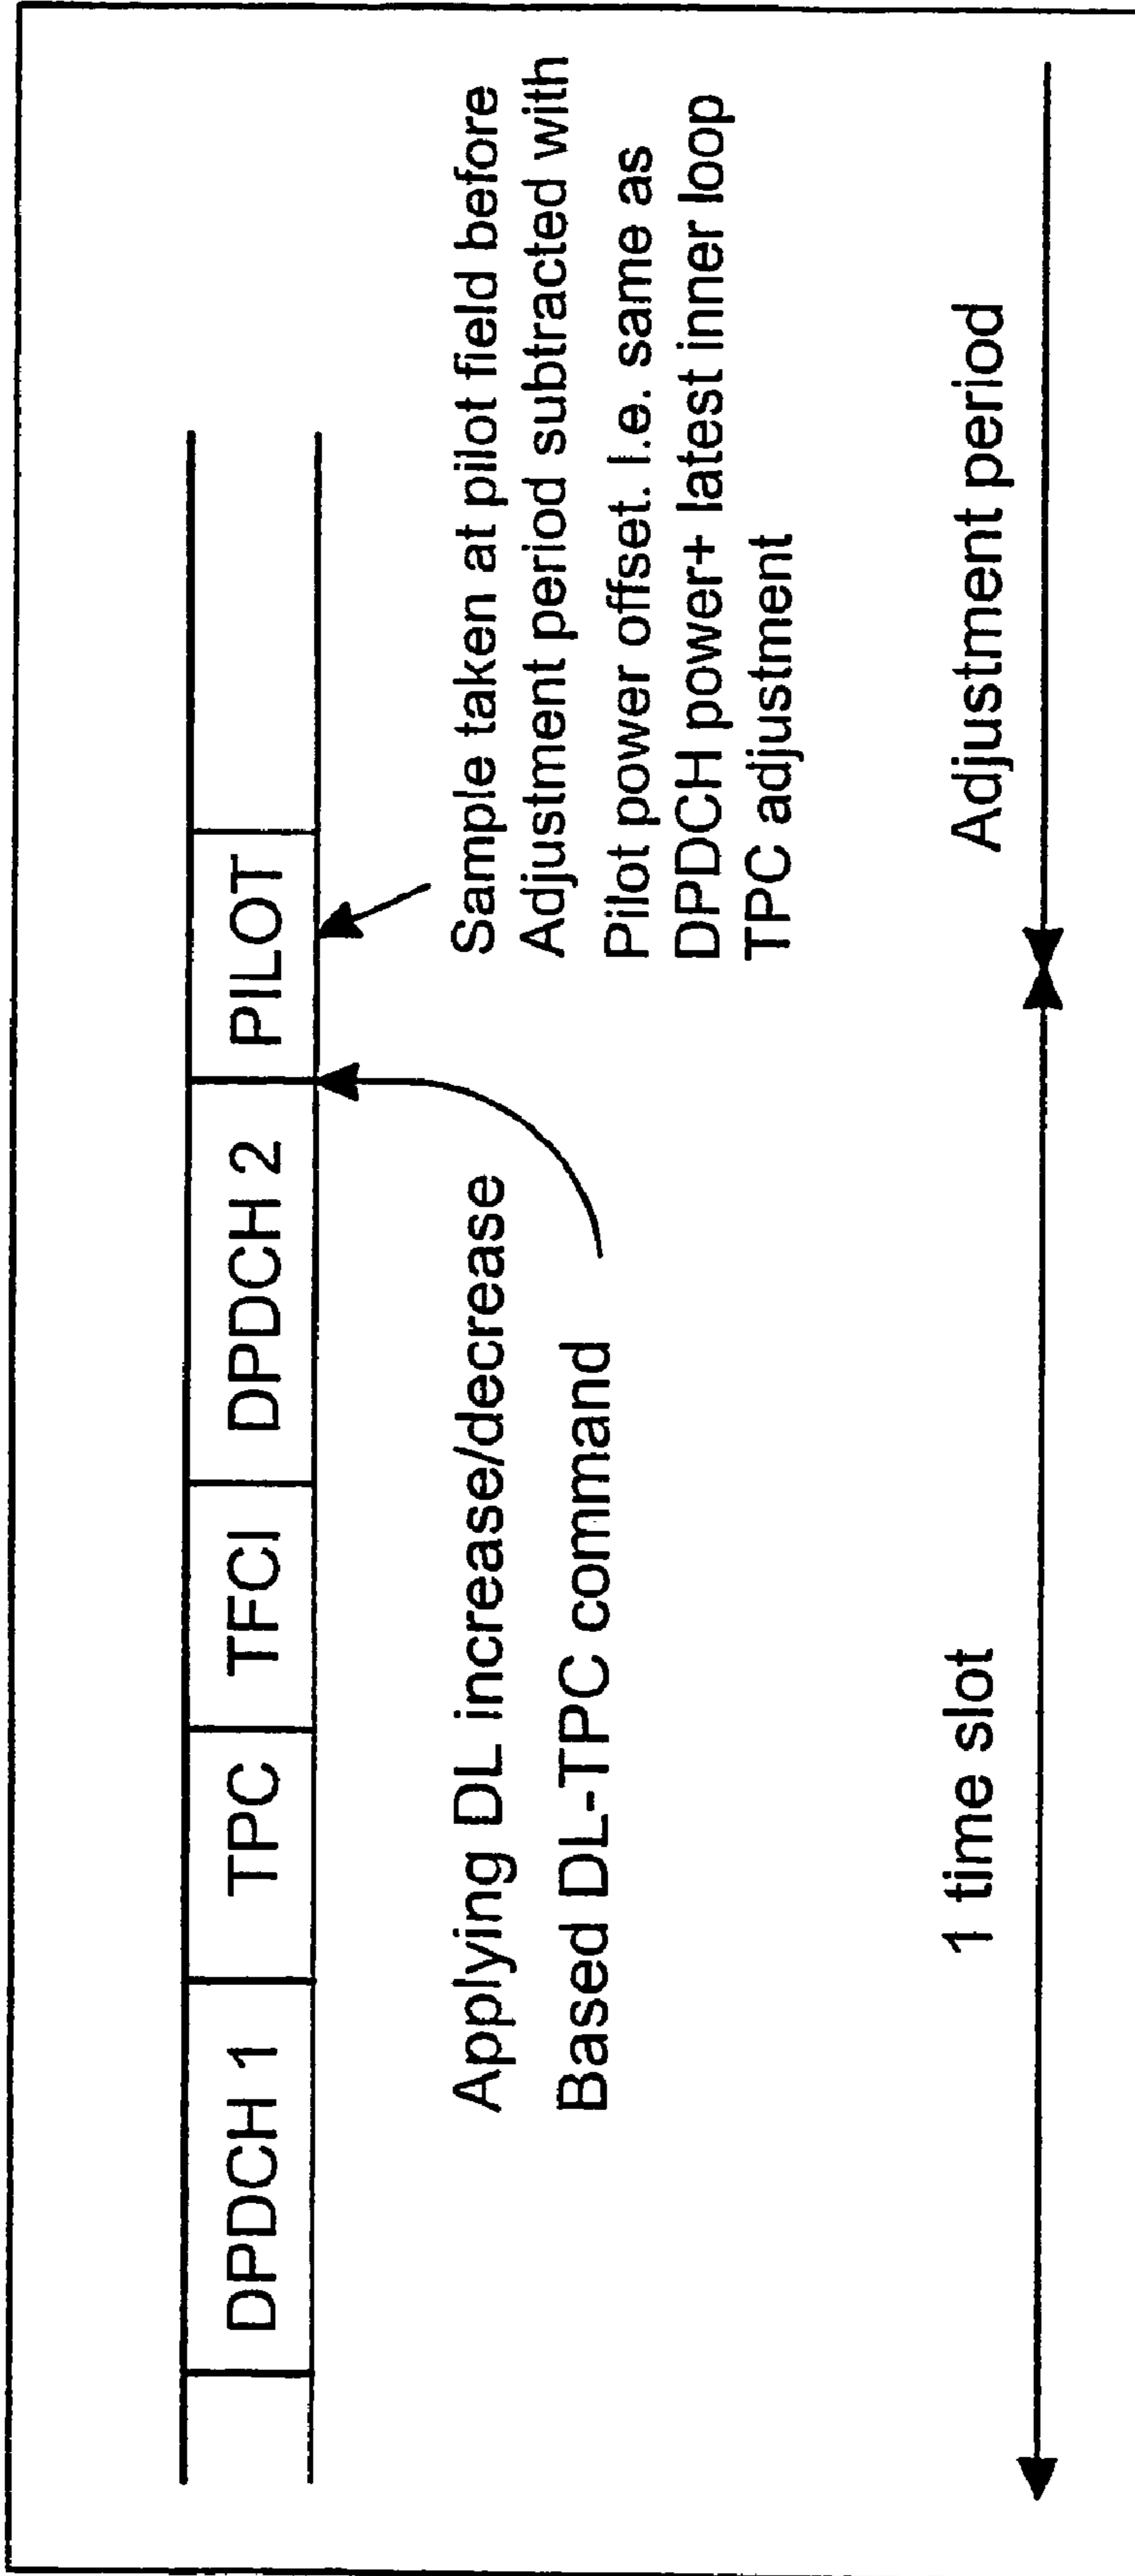 DPDCH 1 TPC TFCI DPDCH 2 PILOT
Applying DL increase/decrease
Based DL-TPC command
Sample taken at pilot field before
Adjustment period subtracted with
Pilot power offset. I.e. same as
DPDCH power+ latest inner loop
TPC adjustment
1 time slot
Adjustment period